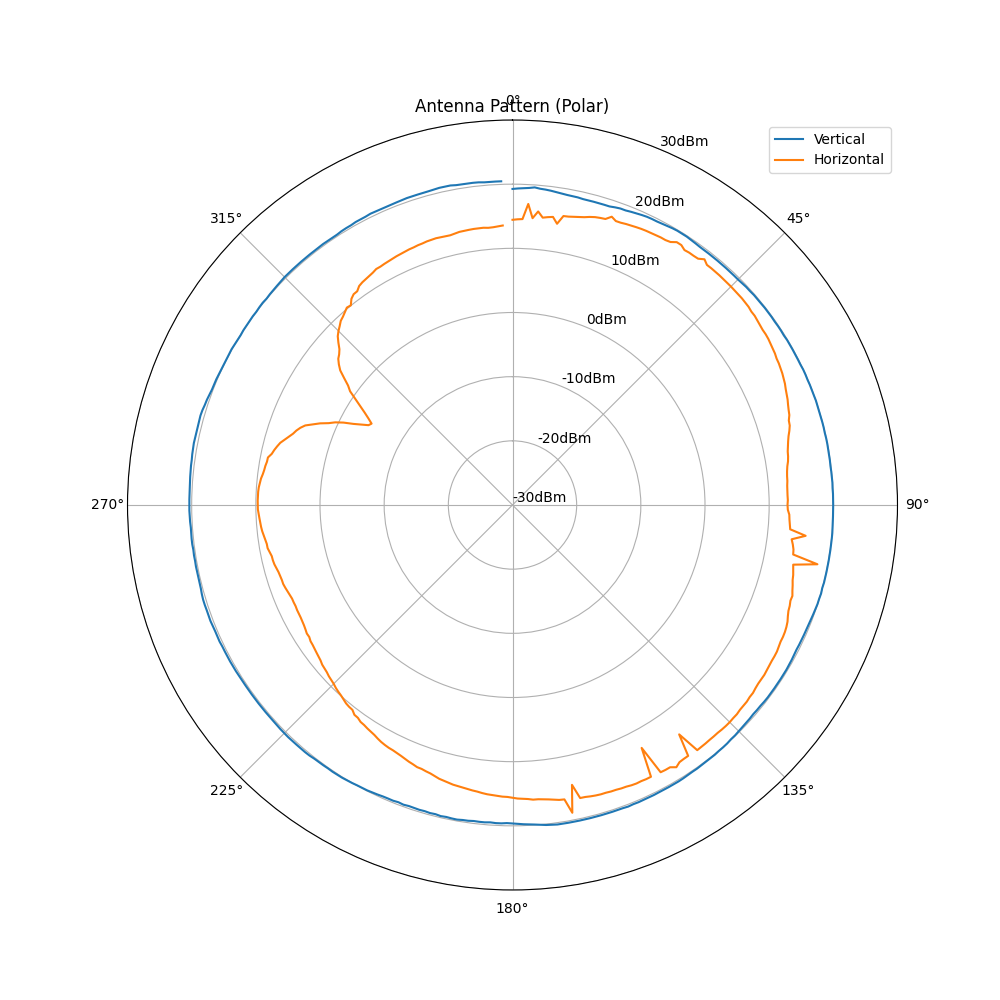 Antenna Pattern (Polar)
0°
Vertical
Horizontal
30dBm
20dBm
10dBm
0dBm
-10dBm
-20dBm
-30dBm
315°
45°
270°
90°
225°
135°
180°